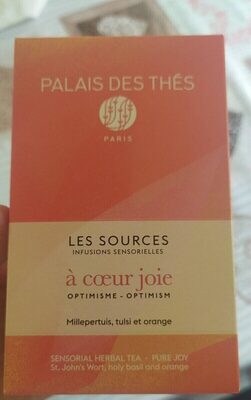 PALAIS DES THÉS
PARIS
LES SOURCES
INFUSIONS SENSORIELLES
à cœur joie
OPTIMISME - OPTIMISM
Millepertuis, tulsi et orange
SENSORIAL HERBAL TEA • PURE JOY
St. John's Wort, holy basil and orange